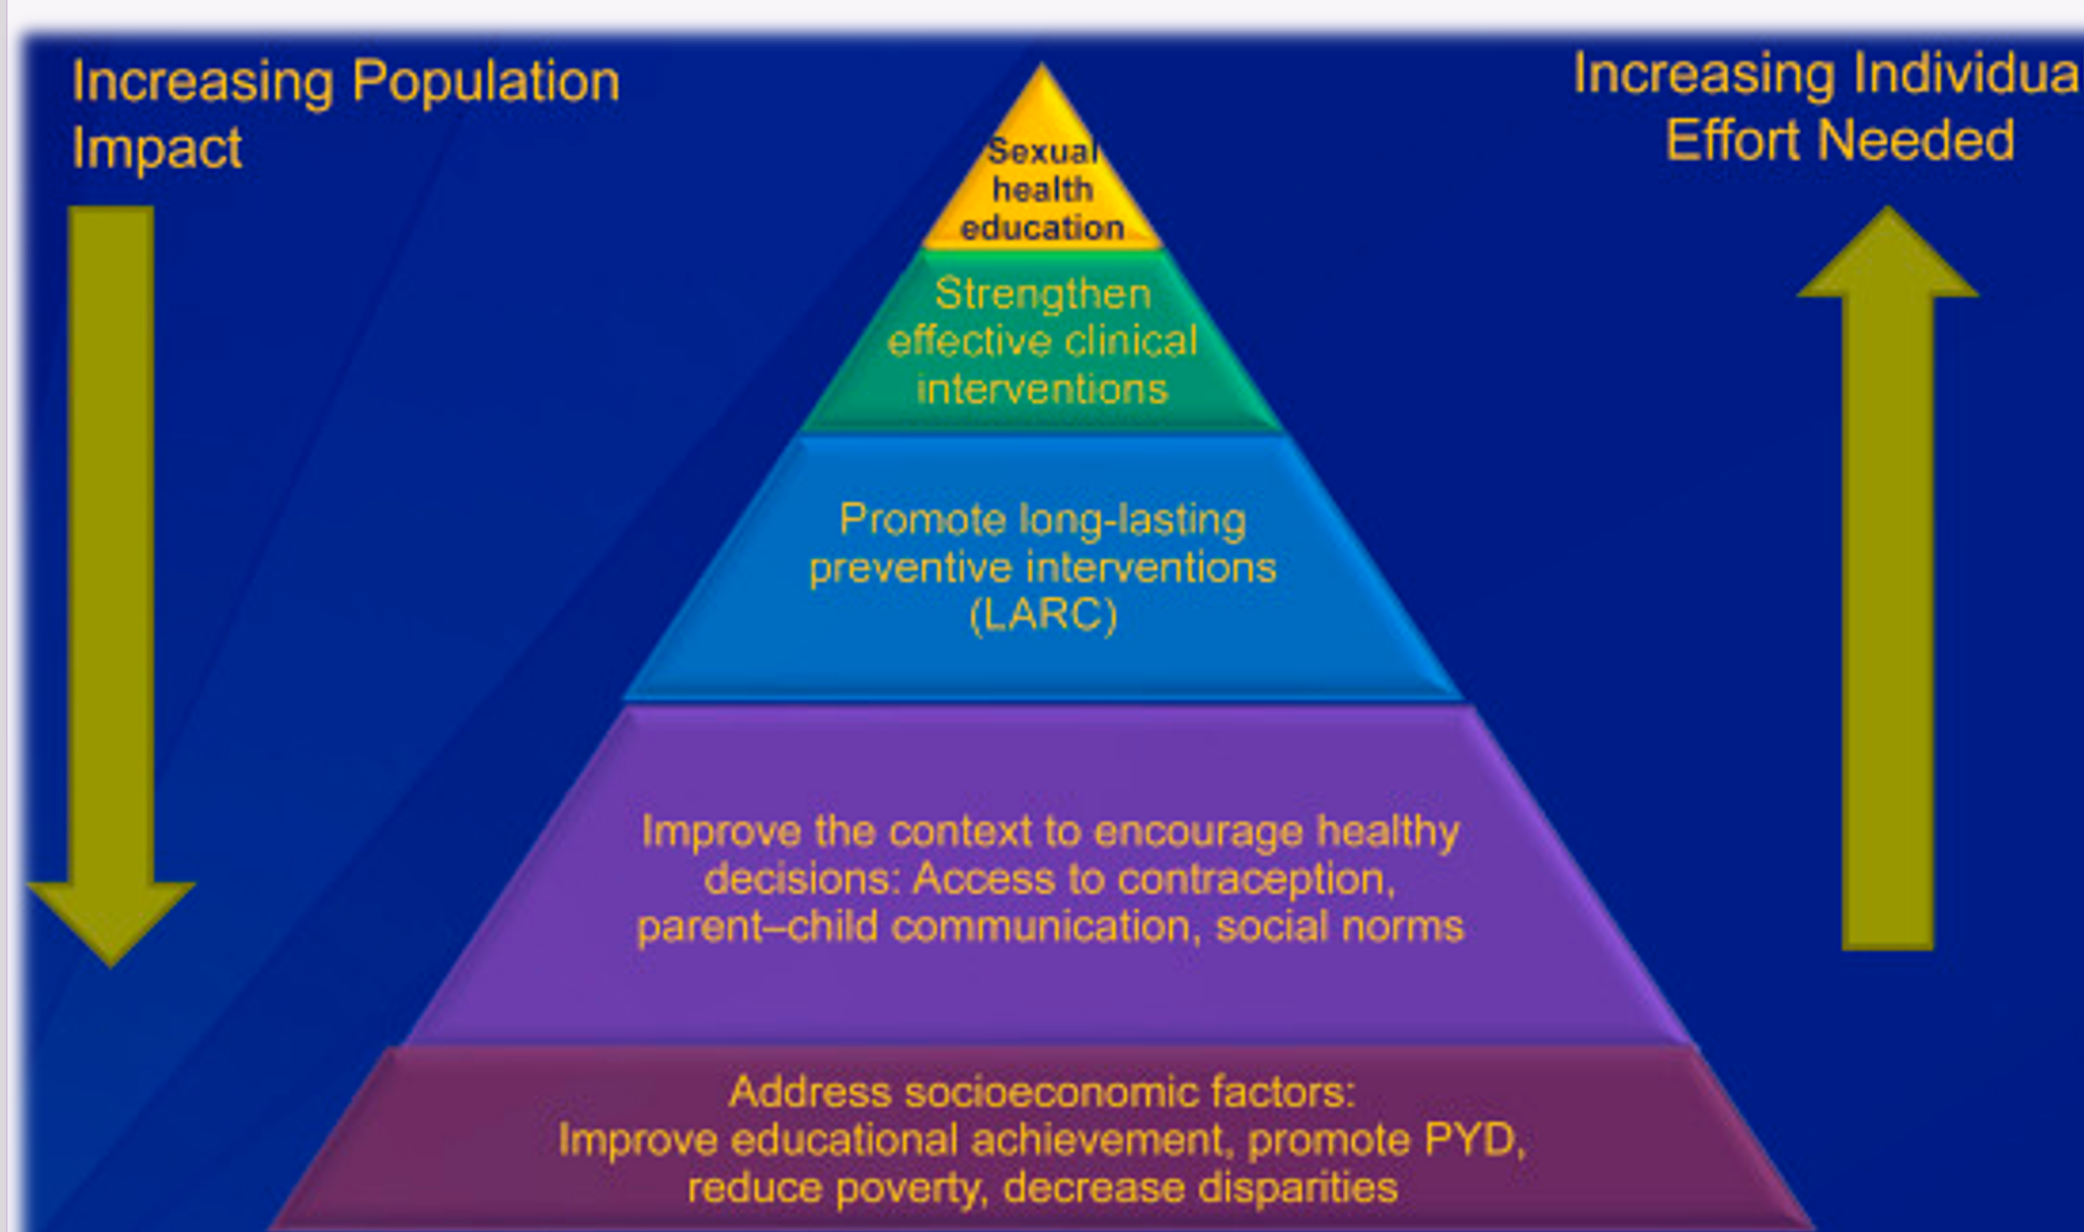 Increasing Population
Impact
Increasing Individua
Effort Needed
Sexual
health
education
Strengthen
effective clinical
interventions
Promote long-lasting
preventive interventions
(LARC)
Improve the context to encourage healthy
decisions: Access to contraception,
parent–child communication, social norms
Address socioeconomic factors:
Improve educational achievement, promote PYD,
reduce poverty, decrease disparities